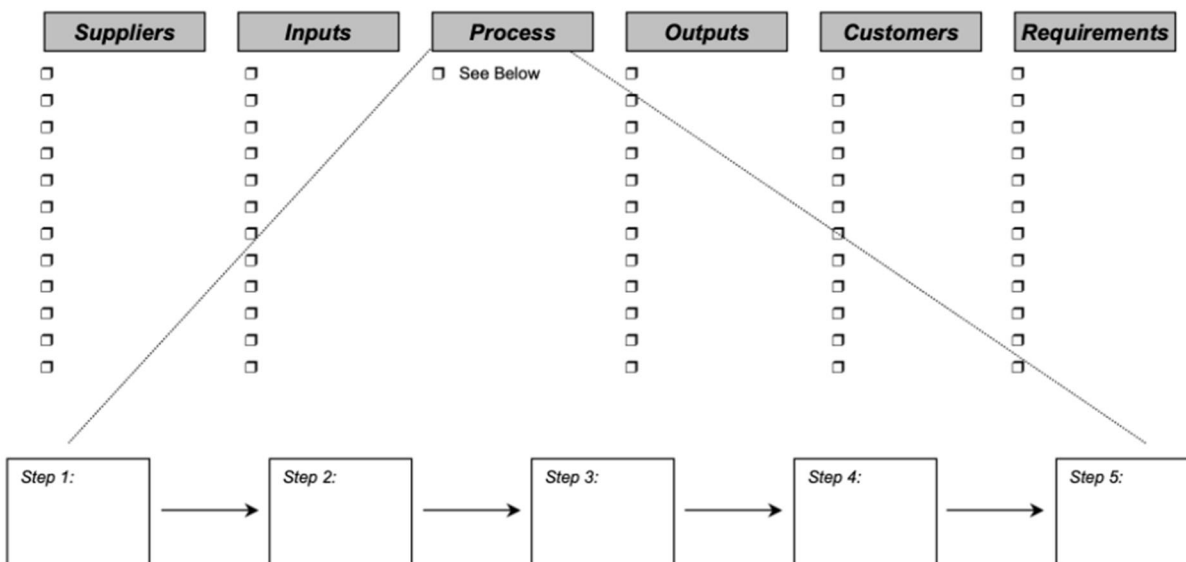 Suppliers Inputs Process Outputs Customers Requirements
See Below
Step 1: Step 2: Step 3: Step 4: Step 5: